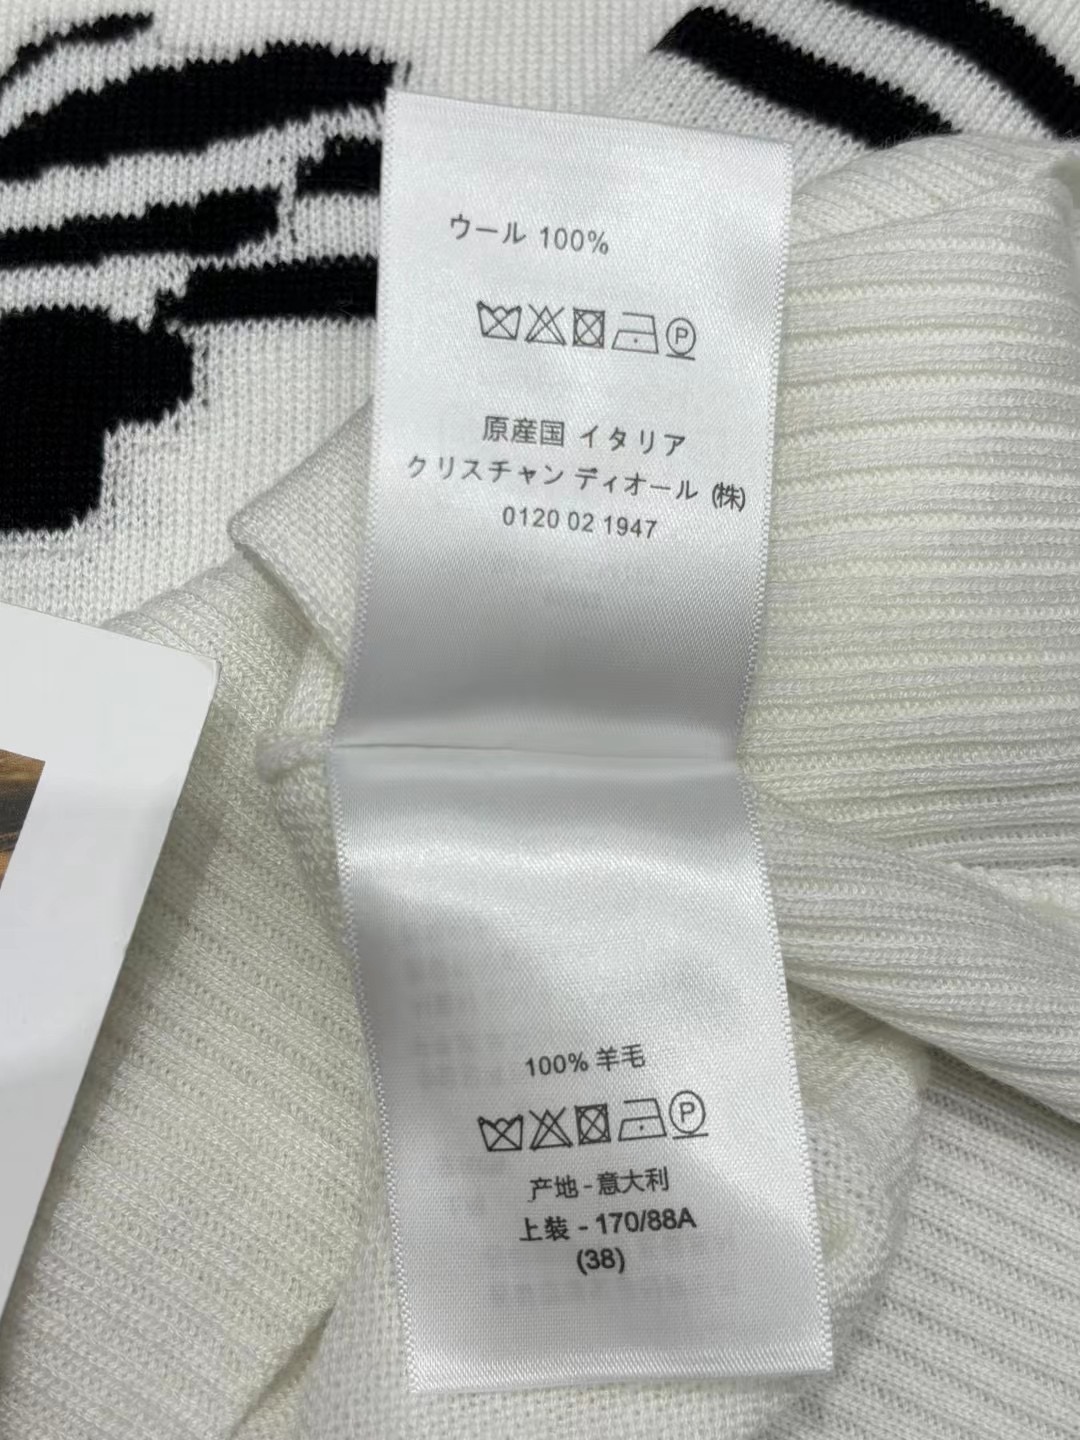 ウール 100%
P
原産国 イタリア
クリスチャン ディオール (株)
0120 02 1947
100% 羊毛
P
产地-意大利
上装 - 170/88A
(38)